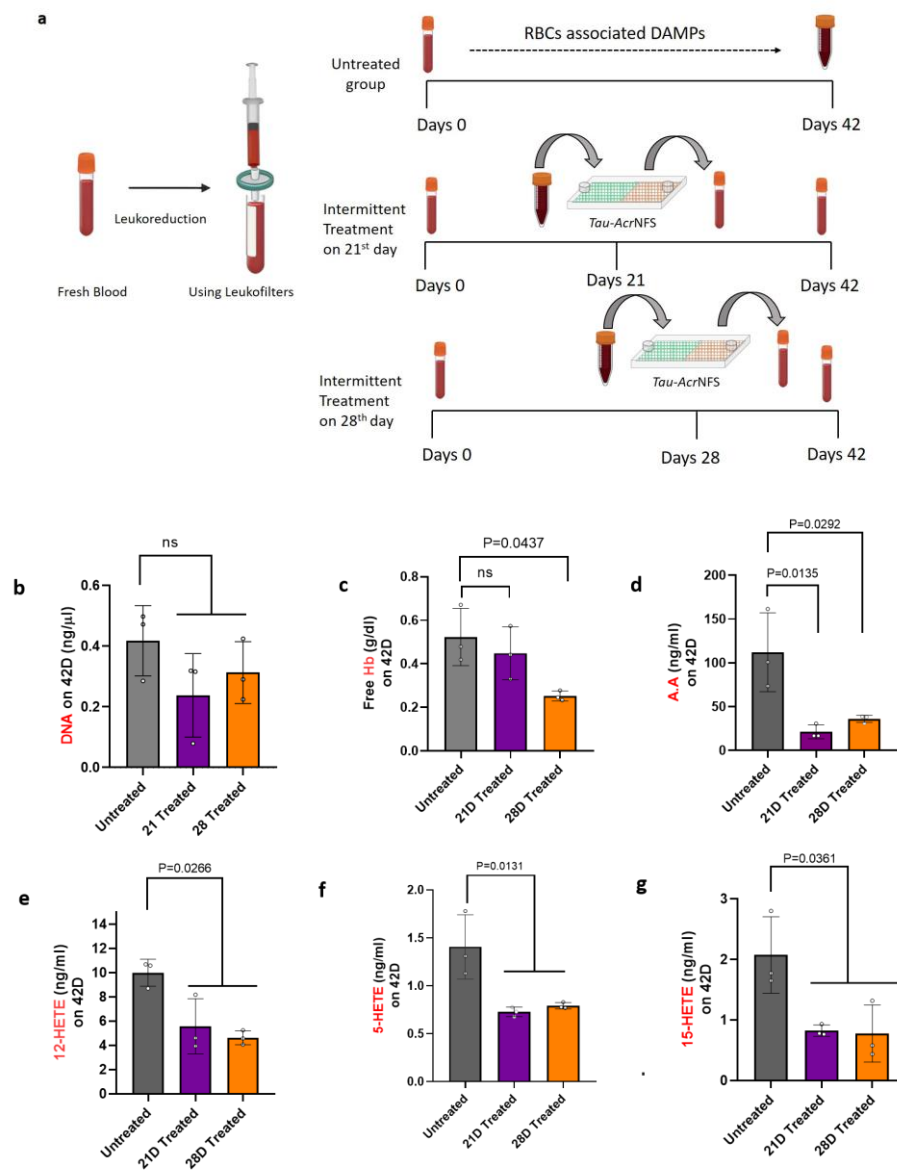 a
RBCs associated DAMPs
Untreated
group
Days 0
Days 42
Leukoreduction
Fresh Blood
Using Leukofilters
Intermittent
Treatment
on 21st day
Tau-AcrNFS
Days 0
Days 21
Days 42
Intermittent
Treatment
on 28th day
Tau-AcrNFS
Days 0
Days 28
Days 42
b
ns
DNA on 42D (ng/μl)
0.6
0.4
0.2
0.0
Untreated
21 Treated
28 Treated
c
P=0.0437
ns
Free Hb (g/dl)
on 42D
0.8
0.6
0.4
0.2
0.0
Untreated
21D Treated
28D Treated
d
P=0.0292
P=0.0135
A.A (ng/ml)
on 42D
200
150
100
50
0
Untreated
21D Treated
28D Treated
e
P=0.0266
12-HETE (ng/ml)
on 42D
14
12
10
8
6
4
2
0
Untreated
21D Treated
28D Treated
f
P=0.0131
5-HETE (ng/ml)
on 42D
2.0
1.5
1.0
0.5
0.0
Untreated
21D Treated
28D Treated
g
P=0.0361
15-HETE (ng/ml)
on 42D
3
2
1
0
Untreated
21D Treated
28D Treated